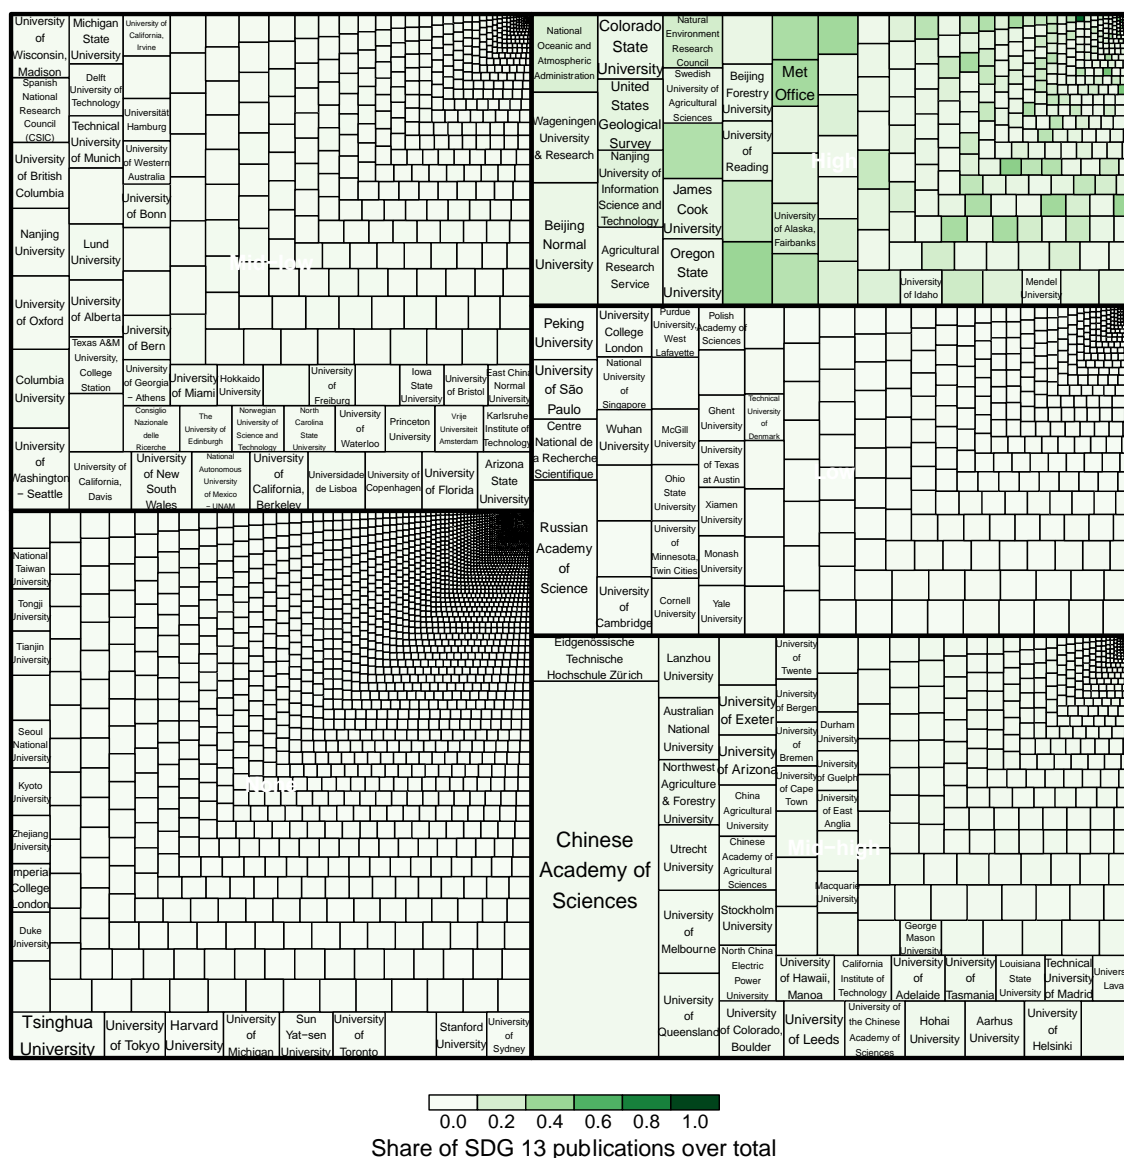 University
of
Wisconsin,
Madison
Michigan
State
University
University of
California,
Irvine
Spanish
National
Research
Council
(CSIC)
Delft
University of
Technology
Universität
Hamburg
Technical
University
of Munich
University
of British
Columbia
University
of Western
Australia
University
of Bonn
Nanjing
University
Lund
University
Mid-low
University
of Oxford
University
of Alberta
University
of Bern
Texas A&M
University,
College
Station
Columbia
University
University
of Georgia
− Athens
University
of Miami
Hokkaido
University
University
of
Freiburg
Iowa
State
University
University
of Bristol
East China
Normal
University
Consiglio
Nazionale
delle
Ricerche
The
University of
Edinburgh
Norwegian
University of
Science and
Technology
North
Carolina
State
University
University
of
Waterloo
Princeton
University
Vrije
Universiteit
Amsterdam
Karlsruhe
Institute of
Technology
University
of
Washington
− Seattle
University of
California,
Davis
University
of New
South
Wales
National
Autonomous
University
of Mexico
− UNAM
University
of
California,
Berkeley
Universidade
de Lisboa
University of
Copenhagen
University
of Florida
Arizona
State
University
National
Oceanic and
Atmospheric
Administration
Colorado
State
University
Natural
Environment
Research
Council
Swedish
University of
Agricultural
Sciences
Beijing
Forestry
University
Met
Office
Wageningen
University
& Research
United
States
Geological
Survey
University
of
Reading
High
Nanjing
University of
Information
Science and
Technology
James
Cook
University
University
of Alaska,
Fairbanks
Beijing
Normal
University
Agricultural
Research
Service
Oregon
State
University
University
of Idaho
Mendel
University
Peking
University
University
College
London
Purdue
University,
West
Lafayette
Polish
Academy of
Sciences
University
of São
Paulo
National
University
of
Singapore
Ghent
University
Technical
University
of
Denmark
Centre
National de
la Recherche
Scientifique
Wuhan
University
McGill
University
University
of Texas
at Austin
Low
Ohio
State
University
Xiamen
University
Russian
Academy
of
Science
University
of
Minnesota,
Twin Cities
Monash
University
University
of
Cambridge
Cornell
University
Yale
University
National
Taiwan
University
Tongji
University
Tianjin
University
Seoul
National
University
Kyoto
University
Zhejiang
University
Imperial
College
London
Duke
University
Tsinghua
University
University
of Tokyo
Harvard
University
University
of
Michigan
Sun
Yat−sen
University
University
of
Toronto
Stanford
University
University
of
Sydney
Eidgenössische
Technische
Hochschule Zürich
Lanzhou
University
University
of
Twente
Australian
National
University
University
of Exeter
University
of Bergen
Durham
University
University
of
Bremen
University
of Arizona
Northwest
Agriculture
& Forestry
University
University
of Cape
Town
University
of Guelph
China
Agricultural
University
University
of East
Anglia
Chinese
Academy of
Sciences
Utrecht
University
Chinese
Academy of
Agricultural
Sciences
Mid−high
Macquarie
University
University
of
Melbourne
Stockholm
University
George
Mason
University
North China
Electric
Power
University
University
of Hawaii,
Manoa
California
Institute of
Technology
University
of
Adelaide
University
of
Tasmania
Louisiana
State
University
Technical
University
of Madrid
University
of
Queensland
University
of Colorado,
Boulder
University
of Leeds
University of
the Chinese
Academy of
Sciences
Hohai
University
Aarhus
University
University
of
Helsinki
0.0 0.2 0.4 0.6 0.8 1.0
Share of SDG 13 publications over total